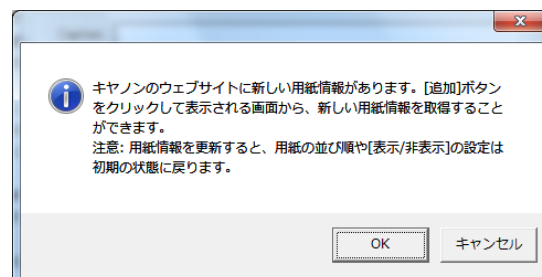 キヤノンのウェブサイトに新しい用紙情報があります。[追加]ボタン
をクリックして表示される画面から、新しい用紙情報を取得すること
ができます。
注意: 用紙情報を更新すると、用紙の並び順や[表示/非表示]の設定は
初期の状態に戻ります。
OK
キャンセル